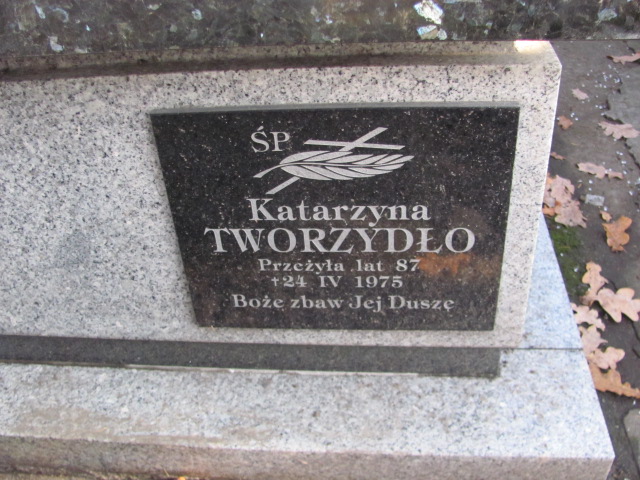 ŚP
Katarzyna
TWORZYDŁO
Przeżyła lat 87
†24 IV 1975
Boże zbaw Jej Duszę